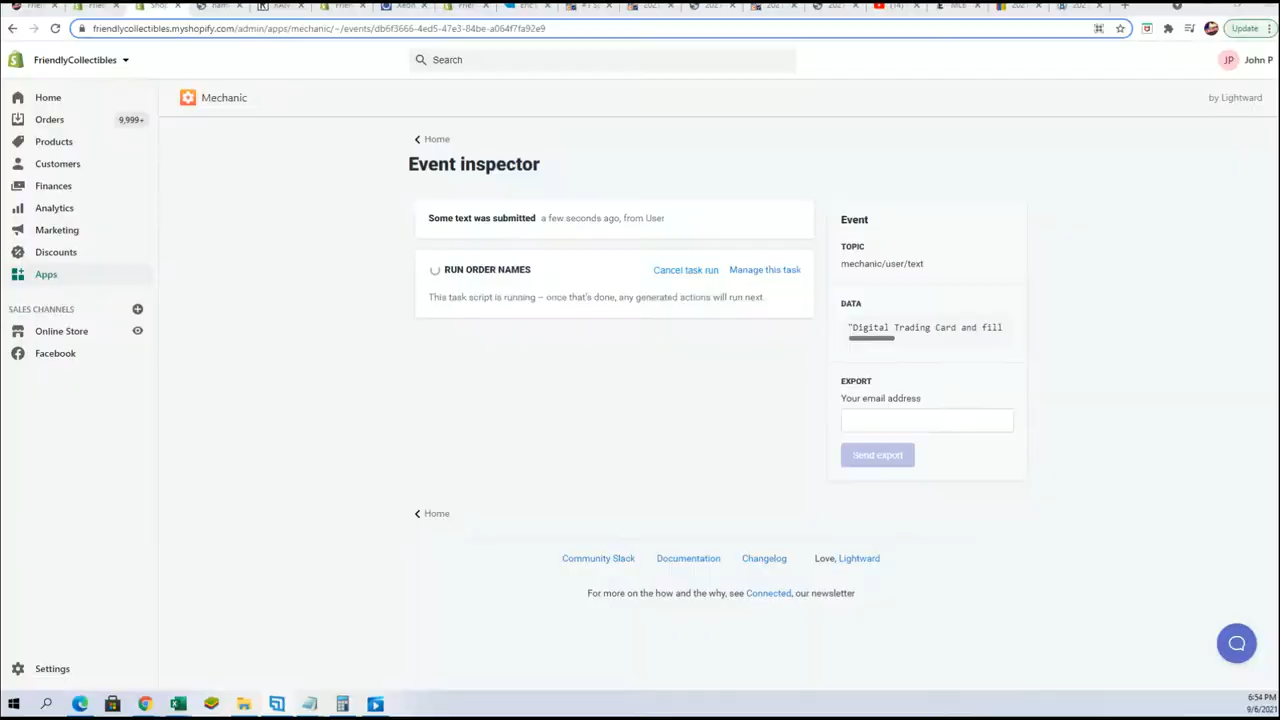 friendlycollectibles.myshopify.com/admin/apps/mechanic/~/events/db6f3666-4ed5-47e3-84be-a064f7fa92e9
Update
FriendlyCollectibles
Search
JP
John P
Home
Orders
9,999+
Products
Customers
Finances
Analytics
Marketing
Discounts
Apps
SALES CHANNELS
Online Store
Facebook
Settings
Mechanic
by Lightward
Home
Event inspector
Some text was submitted a few seconds ago, from User
RUN ORDER NAMES
Cancel task run
Manage this task
This task script is running – once that's done, any generated actions will run next.
Event
TOPIC
mechanic/user/text
DATA
"Digital Trading Card and fill
EXPORT
Your email address
Send export
Home
Community Slack
Documentation
Changelog
Love, Lightward
For more on the how and the why, see Connected, our newsletter
6:54 PM
9/6/2021